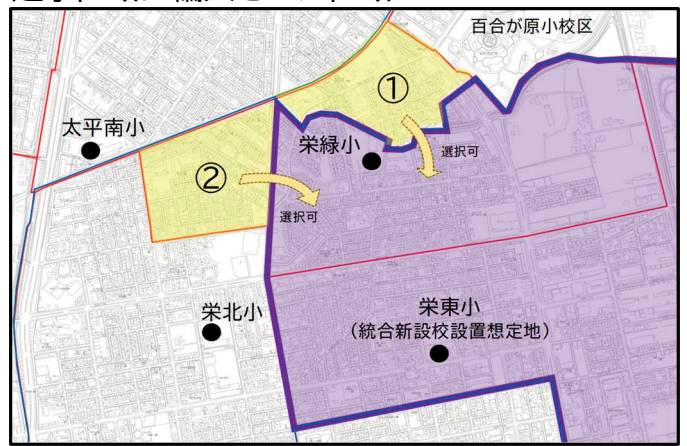 百合が原小校区
①
太平南小
栄緑小
選択可
②
選択可
栄北小
栄東小
（統合新設校設置想定地）